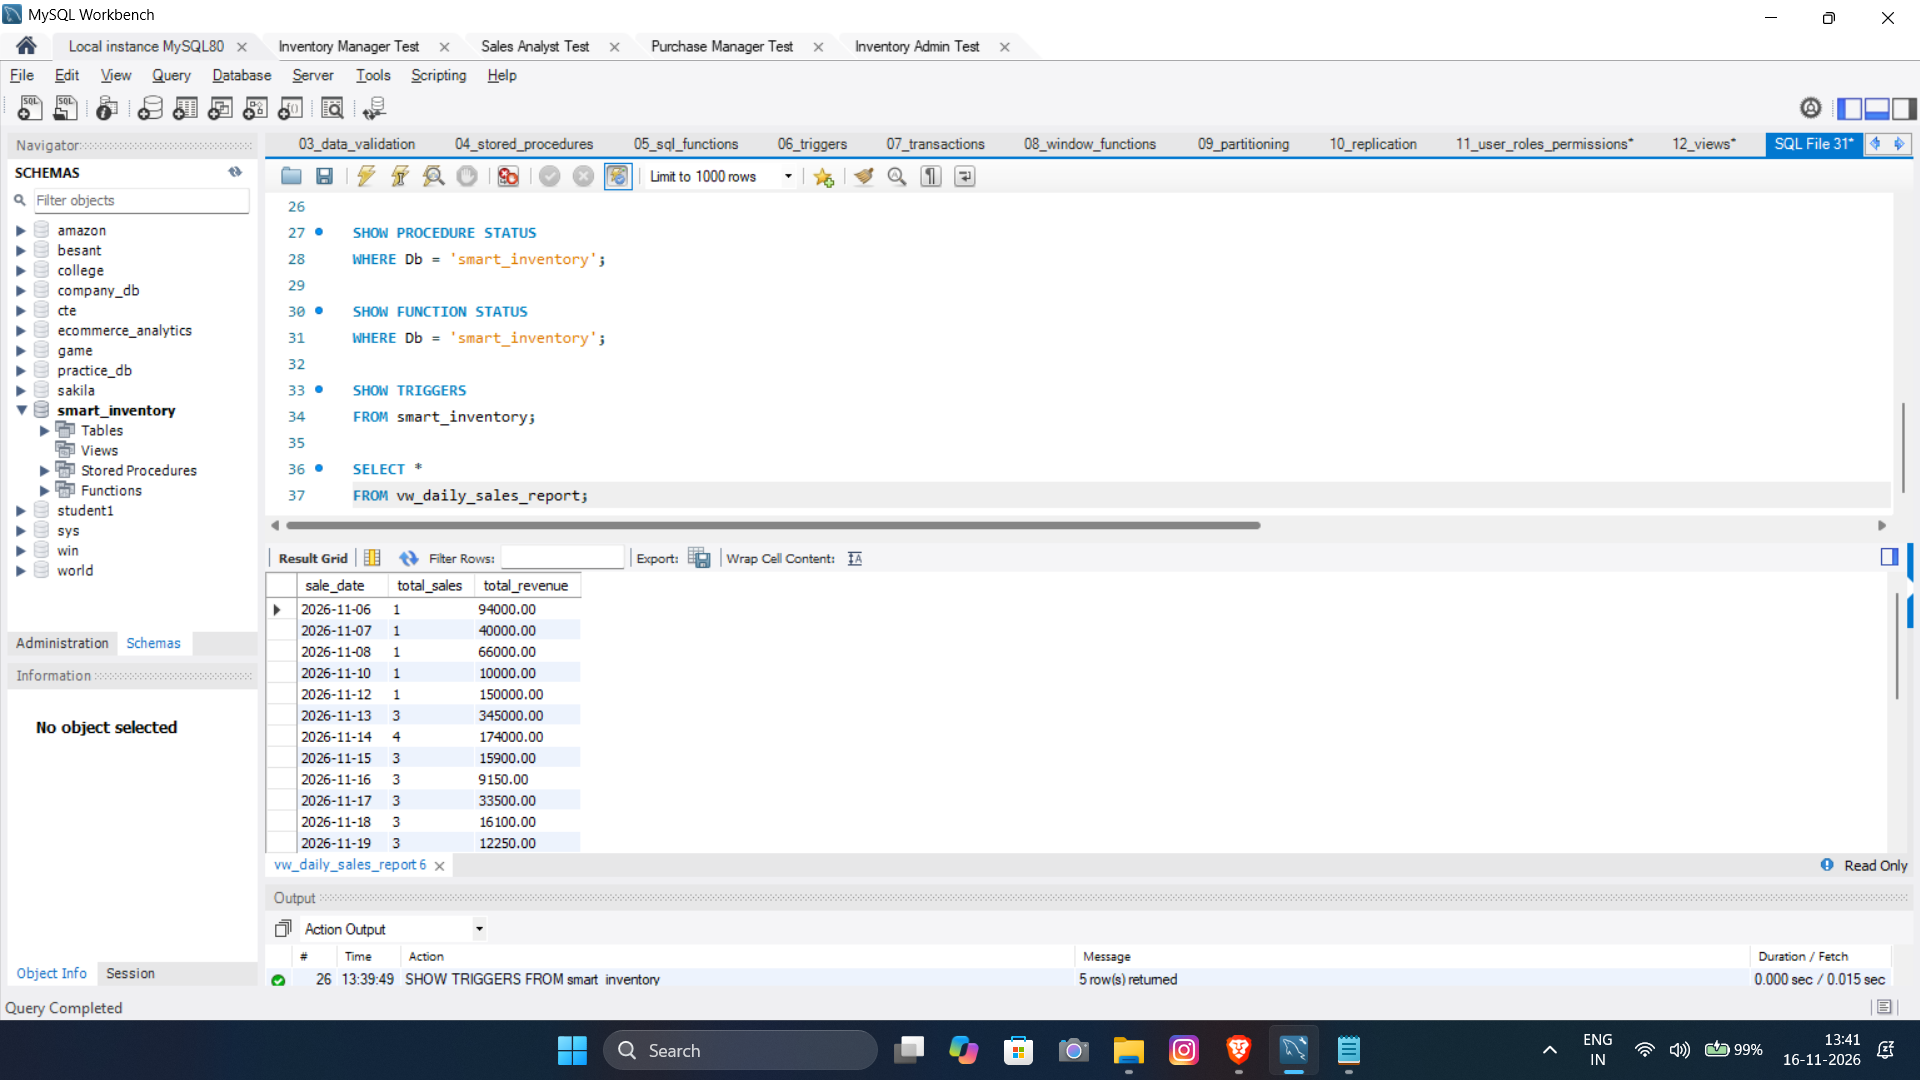 MySQL Workbench
Local instance MySQL80
Inventory Manager Test
Sales Analyst Test
Purchase Manager Test
Inventory Admin Test
File Edit View Query Database Server Tools Scripting Help
Navigator
03_data_validation 04_stored_procedures 05_sql_functions 06_triggers 07_transactions 08_window_functions 09_partitioning 10_replication 11_user_roles_permissions* 12_views* SQL File 31*
SCHEMAS
Limit to 1000 rows
Filter objects
amazon
besant
college
company_db
cte
ecommerce_analytics
game
practice_db
sakila
smart_inventory
Tables
Views
Stored Procedures
Functions
student1
sys
win
world
Administration Schemas
Information
No object selected
Object Info Session
26
27 SHOW PROCEDURE STATUS
28 WHERE Db = 'smart_inventory';
29
30 SHOW FUNCTION STATUS
31 WHERE Db = 'smart_inventory';
32
33 SHOW TRIGGERS
34 FROM smart_inventory;
35
36 SELECT *
37 FROM vw_daily_sales_report;
Result Grid Filter Rows: Export: Wrap Cell Content:
sale_date total_sales total_revenue
2026-11-06 1 94000.00
2026-11-07 1 40000.00
2026-11-08 1 66000.00
2026-11-10 1 10000.00
2026-11-12 1 150000.00
2026-11-13 3 345000.00
2026-11-14 4 174000.00
2026-11-15 3 15900.00
2026-11-16 3 9150.00
2026-11-17 3 33500.00
2026-11-18 3 16100.00
2026-11-19 3 12250.00
vw_daily_sales_report 6
Read Only
Output
Action Output
# Time Action Message Duration / Fetch
26 13:39:49 SHOW TRIGGERS FROM smart_inventory 5 row(s) returned 0.000 sec / 0.015 sec
Query Completed
Search
ENG
IN
99%
13:41
16-11-2026